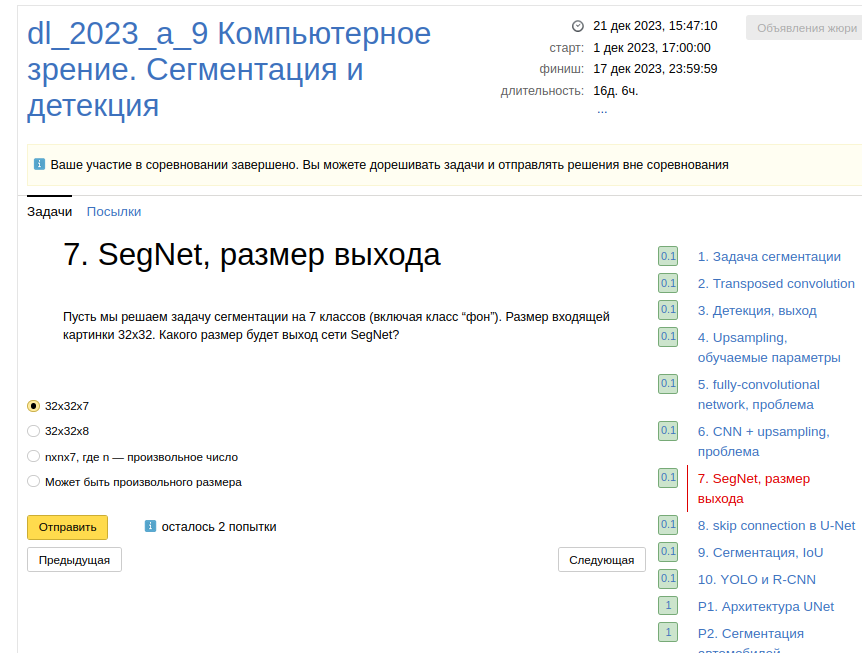 dl_2023_a_9 Компьютерное
зрение. Сегментация и
детекция
21 дек 2023, 15:47:10
старт: 1 дек 2023, 17:00:00
финиш: 17 дек 2023, 23:59:59
длительность: 16д. 6ч.
...
Объявления жюри
Ваше участие в соревновании завершено. Вы можете дорешивать задачи и отправлять решения вне соревнования
Задачи Посылки
7. SegNet, размер выхода
Пусть мы решаем задачу сегментации на 7 классов (включая класс “фон”). Размер входящей
картинки 32x32. Какого размер будет выход сети SegNet?
32x32x7
32x32x8
nxnx7, где n — произвольное число
Может быть произвольного размера
Отправить осталось 2 попытки
Предыдущая Следующая
0.1 1. Задача сегментации
0.1 2. Transposed convolution
0.1 3. Детекция, выход
0.1 4. Upsampling,
обучаемые параметры
0.1 5. fully-convolutional
network, проблема
0.1 6. CNN + upsampling,
проблема
0.1 7. SegNet, размер
выхода
0.1 8. skip connection в U-Net
0.1 9. Сегментация, IoU
0.1 10. YOLO и R-CNN
1 P1. Архитектура UNet
1 P2. Сегментация